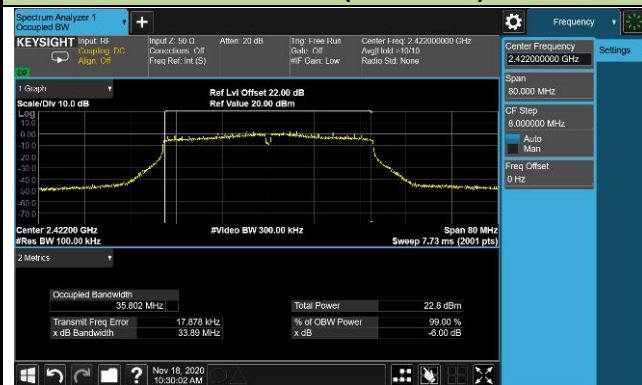 Spectrum Analyzer 1
Occupied BW
+
Frequency
KEYSIGHT Input: RF
Coupling: DC
Align: Off
Input Z: 50 Ω
Corrections: Off
Freq Ref: Int (S)
Atten: 20 dB
Trig: Free Run
Gate: Off
#IF Gain: Low
Center Freq: 2.422000000 GHz
Avg|Hold >10/10
Radio Std: None
Center Frequency
2.422000000 GHz
Settings
Span
80.000 MHz
CF Step
8.000000 MHz
Auto
Man
Freq Offset
0 Hz
1 Graph
Scale/Div 10.0 dB
Ref Lvl Offset 22.00 dB
Ref Value 20.00 dBm
Log
10.0
0.00
-10.0
-20.0
-30.0
-40.0
-50.0
-60.0
-70.0
Center 2.42200 GHz
#Res BW 100.00 kHz
#Video BW 300.00 kHz
Span 80 MHz
Sweep 7.73 ms (2001 pts)
2 Metrics
Occupied Bandwidth
35.802 MHz
Total Power 22.8 dBm
Transmit Freq Error 17.878 kHz
% of OBW Power 99.00 %
x dB Bandwidth 33.89 MHz
x dB -6.00 dB
?
Nov 18, 2020
10:30:02 AM